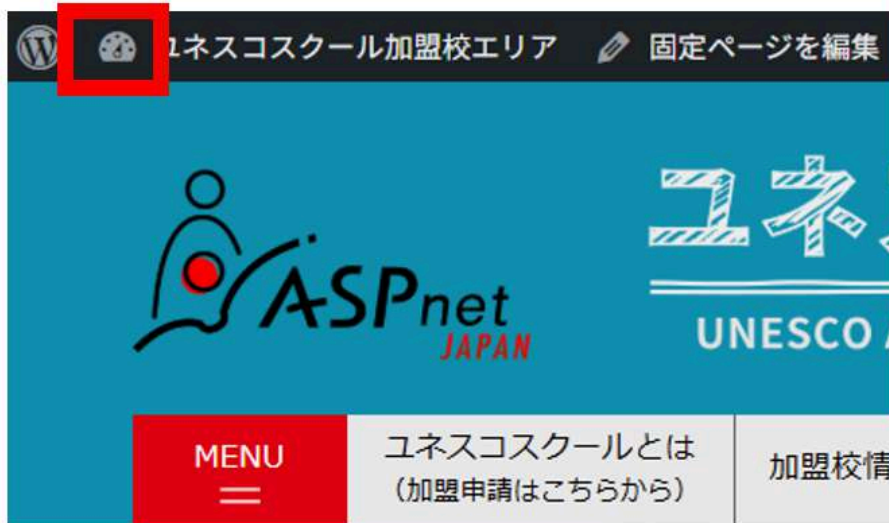 ユネスコスクール加盟校エリア 固定ページを編集
ユネ
ASPnet
JAPAN
UNESCO
MENU
ユネスコスクールとは
（加盟申請はこちらから）
加盟校情